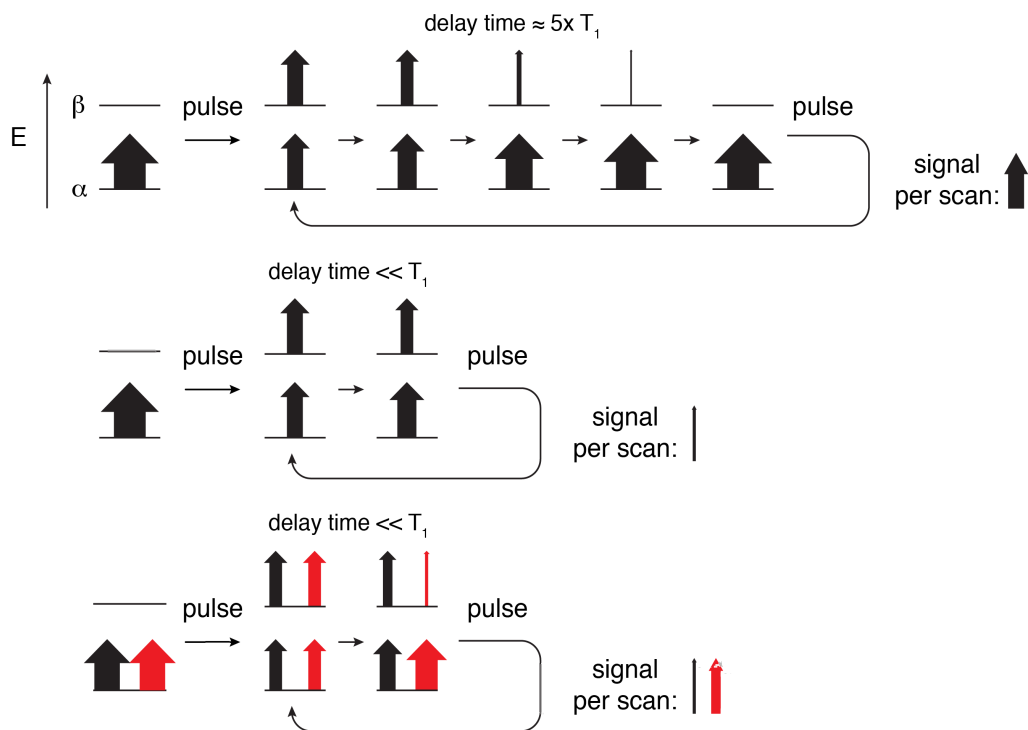 delay time ≈ 5x T₁
β
pulse
pulse
E
α
signal
per scan:
delay time << T₁
pulse
pulse
signal
per scan:
delay time << T₁
pulse
pulse
signal
per scan: